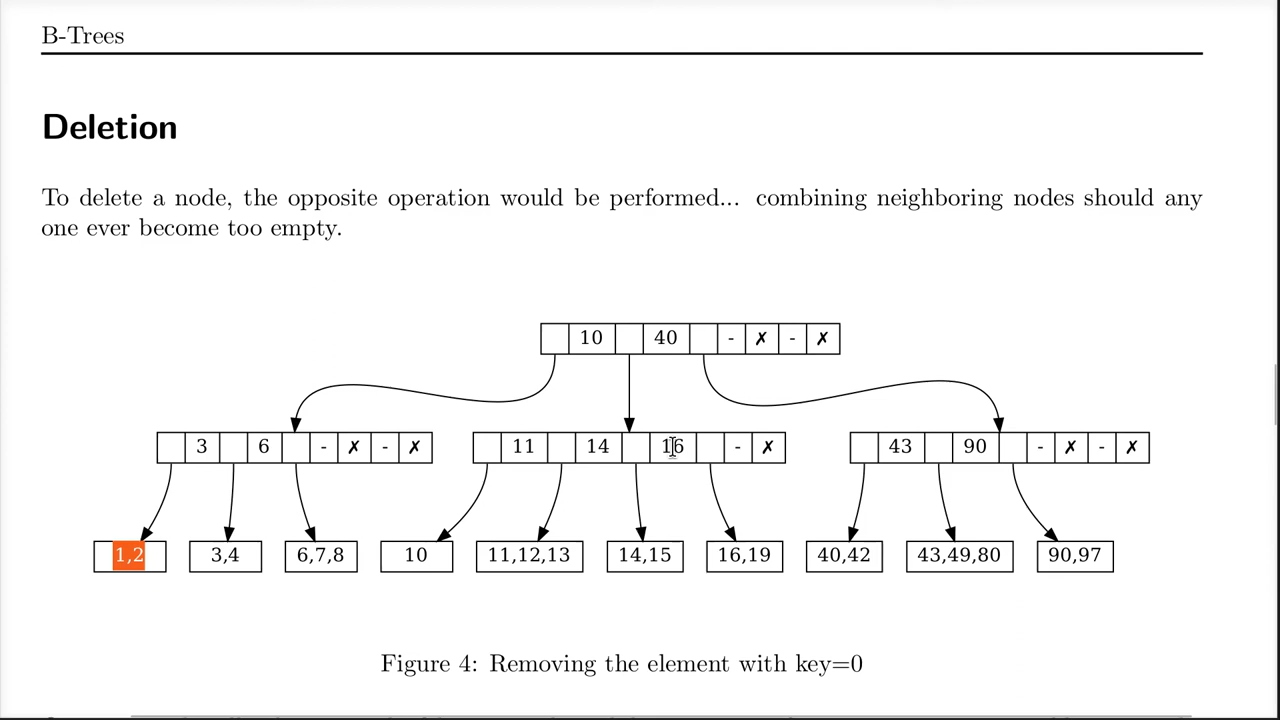 B-Trees
Deletion
To delete a node, the opposite operation would be performed... combining neighboring nodes should any
one ever become too empty.
10 40 - ✗ - ✗
3 6 - ✗ - ✗
11 14 16 - ✗
43 90 - ✗ - ✗
1,2
3,4
6,7,8
10
11,12,13
14,15
16,19
40,42
43,49,80
90,97
Figure 4: Removing the element with key=0